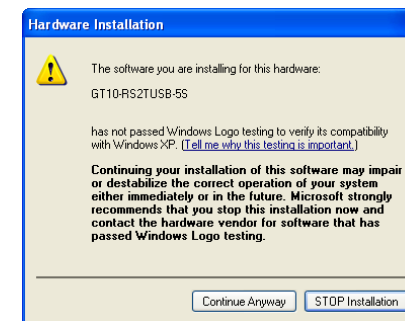 Hardware Installation
The software you are installing for this hardware:
GT10-RS2TUSB-5S
has not passed Windows Logo testing to verify its compatibility
with Windows XP. (Tell me why this testing is important.)
Continuing your installation of this software may impair
or destabilize the correct operation of your system
either immediately or in the future. Microsoft strongly
recommends that you stop this installation now and
contact the hardware vendor for software that has
passed Windows Logo testing.
Continue Anyway
STOP Installation